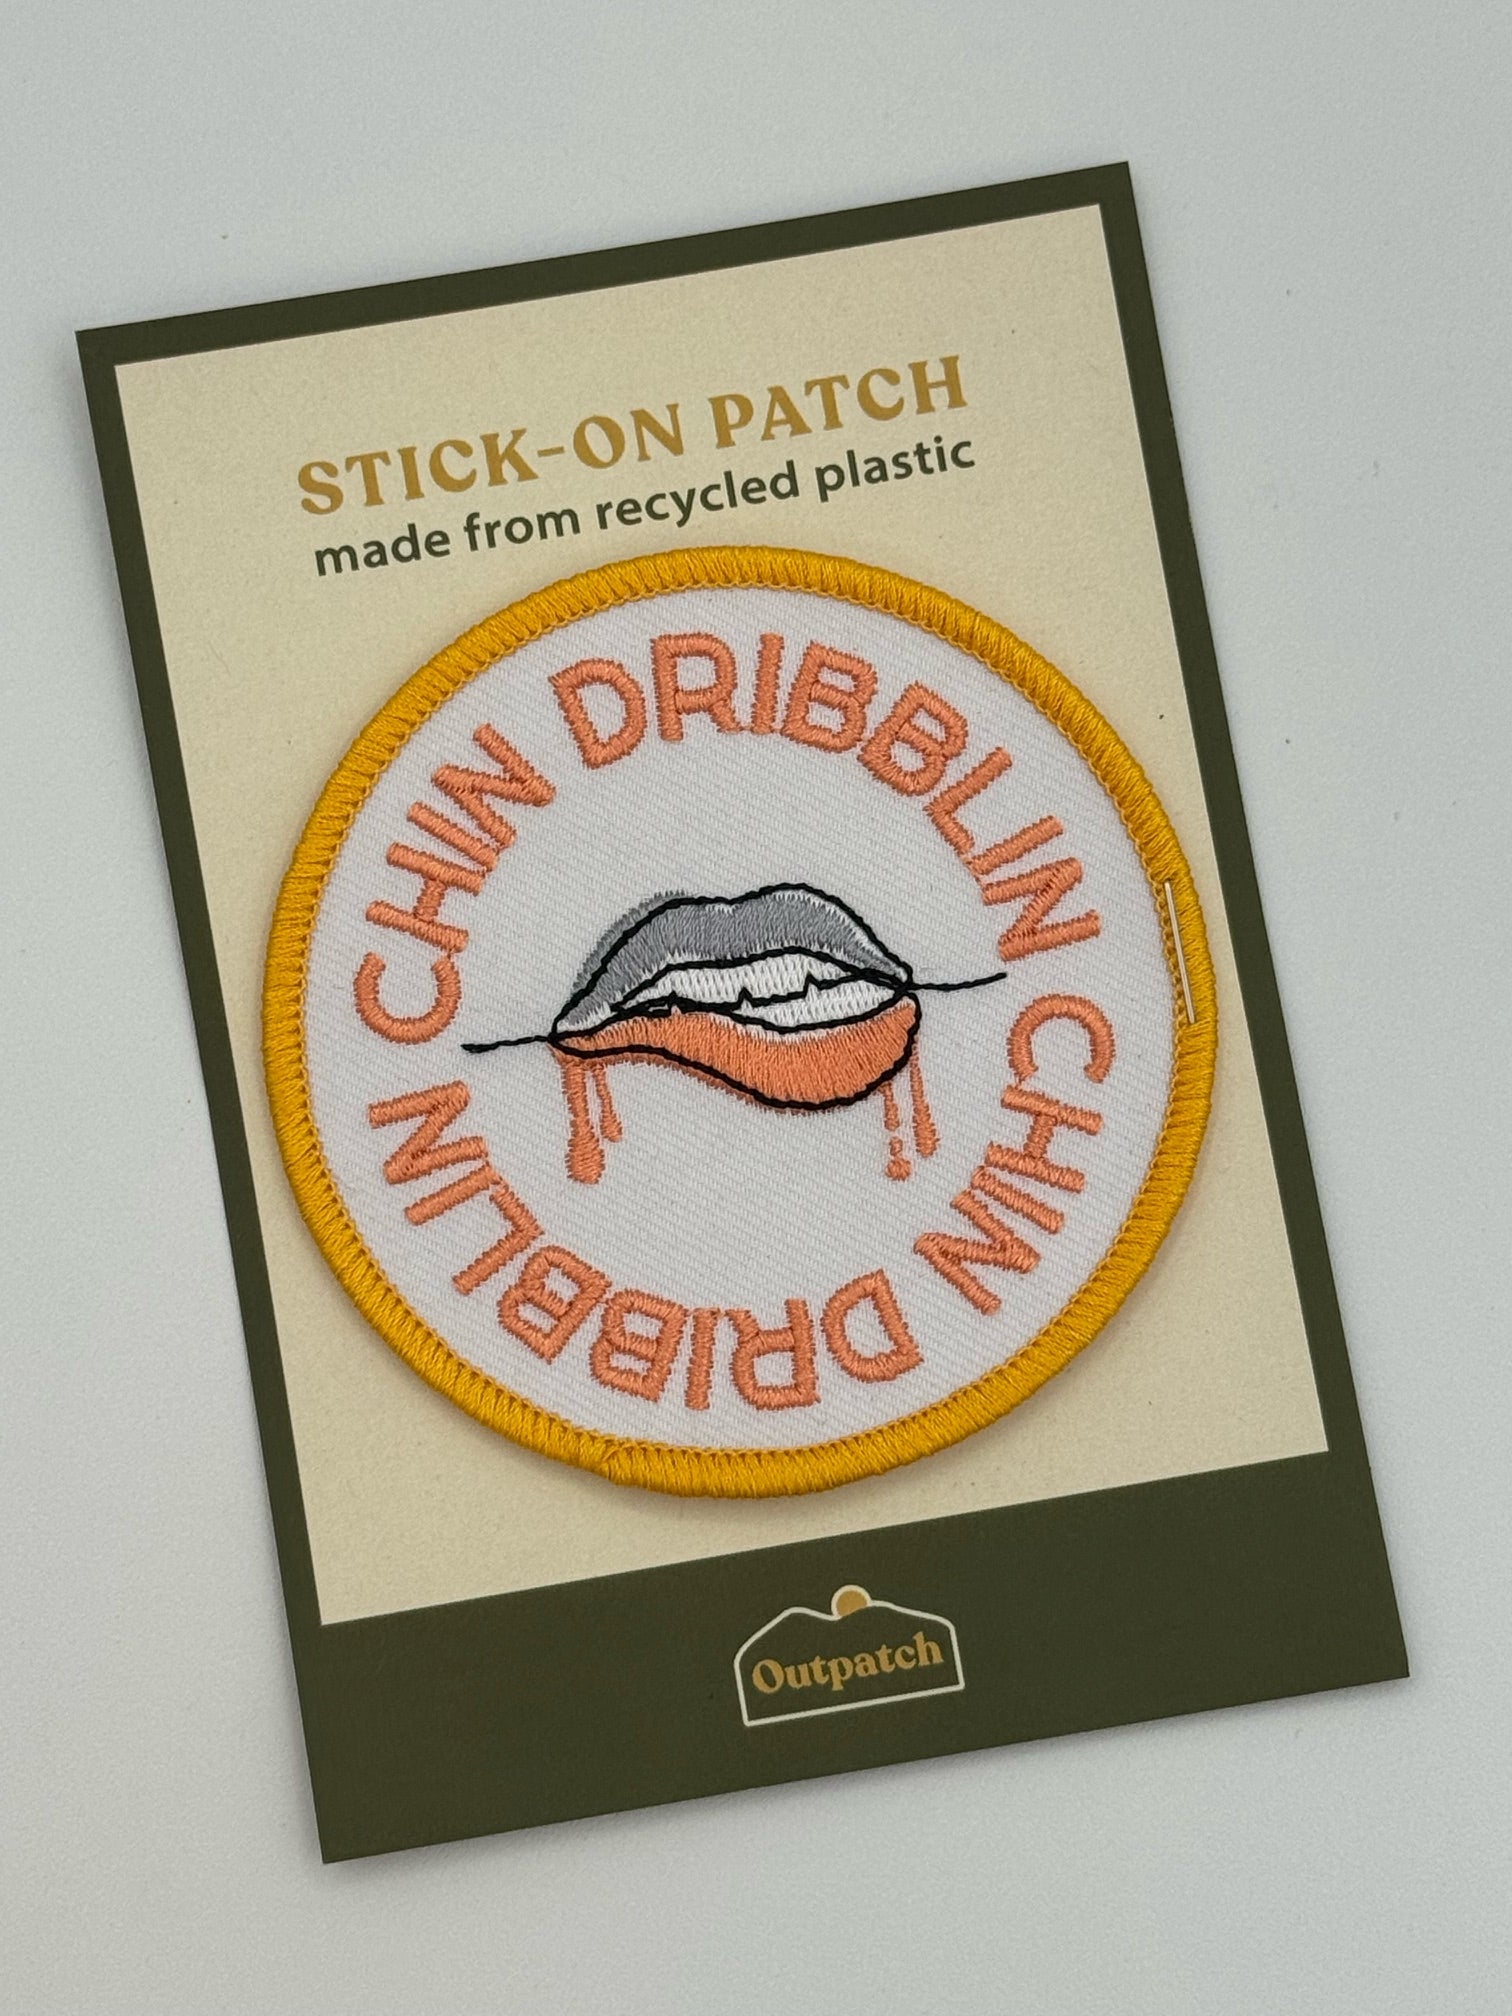 STICK-ON PATCH
made from recycled plastic
CHIN DRIBBLIN
CHIN DRIBBLIN
Outpatch